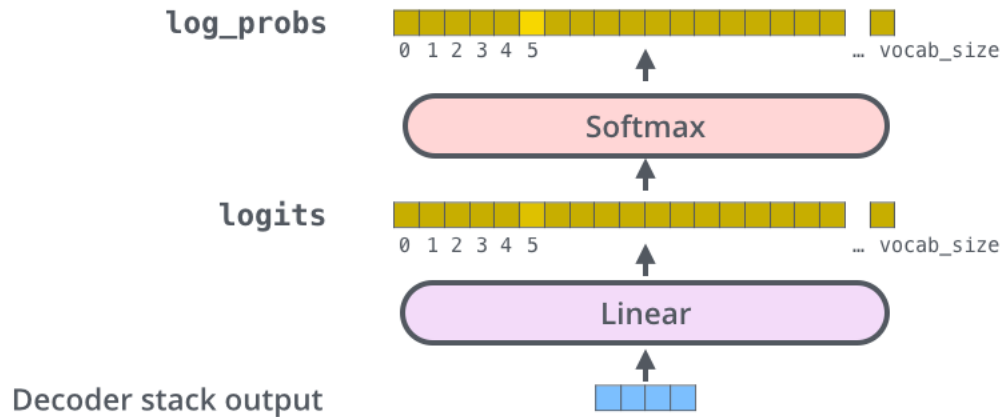 log_probs
0 1 2 3 4 5 … vocab_size
Softmax
logits
0 1 2 3 4 5 … vocab_size
Linear
Decoder stack output